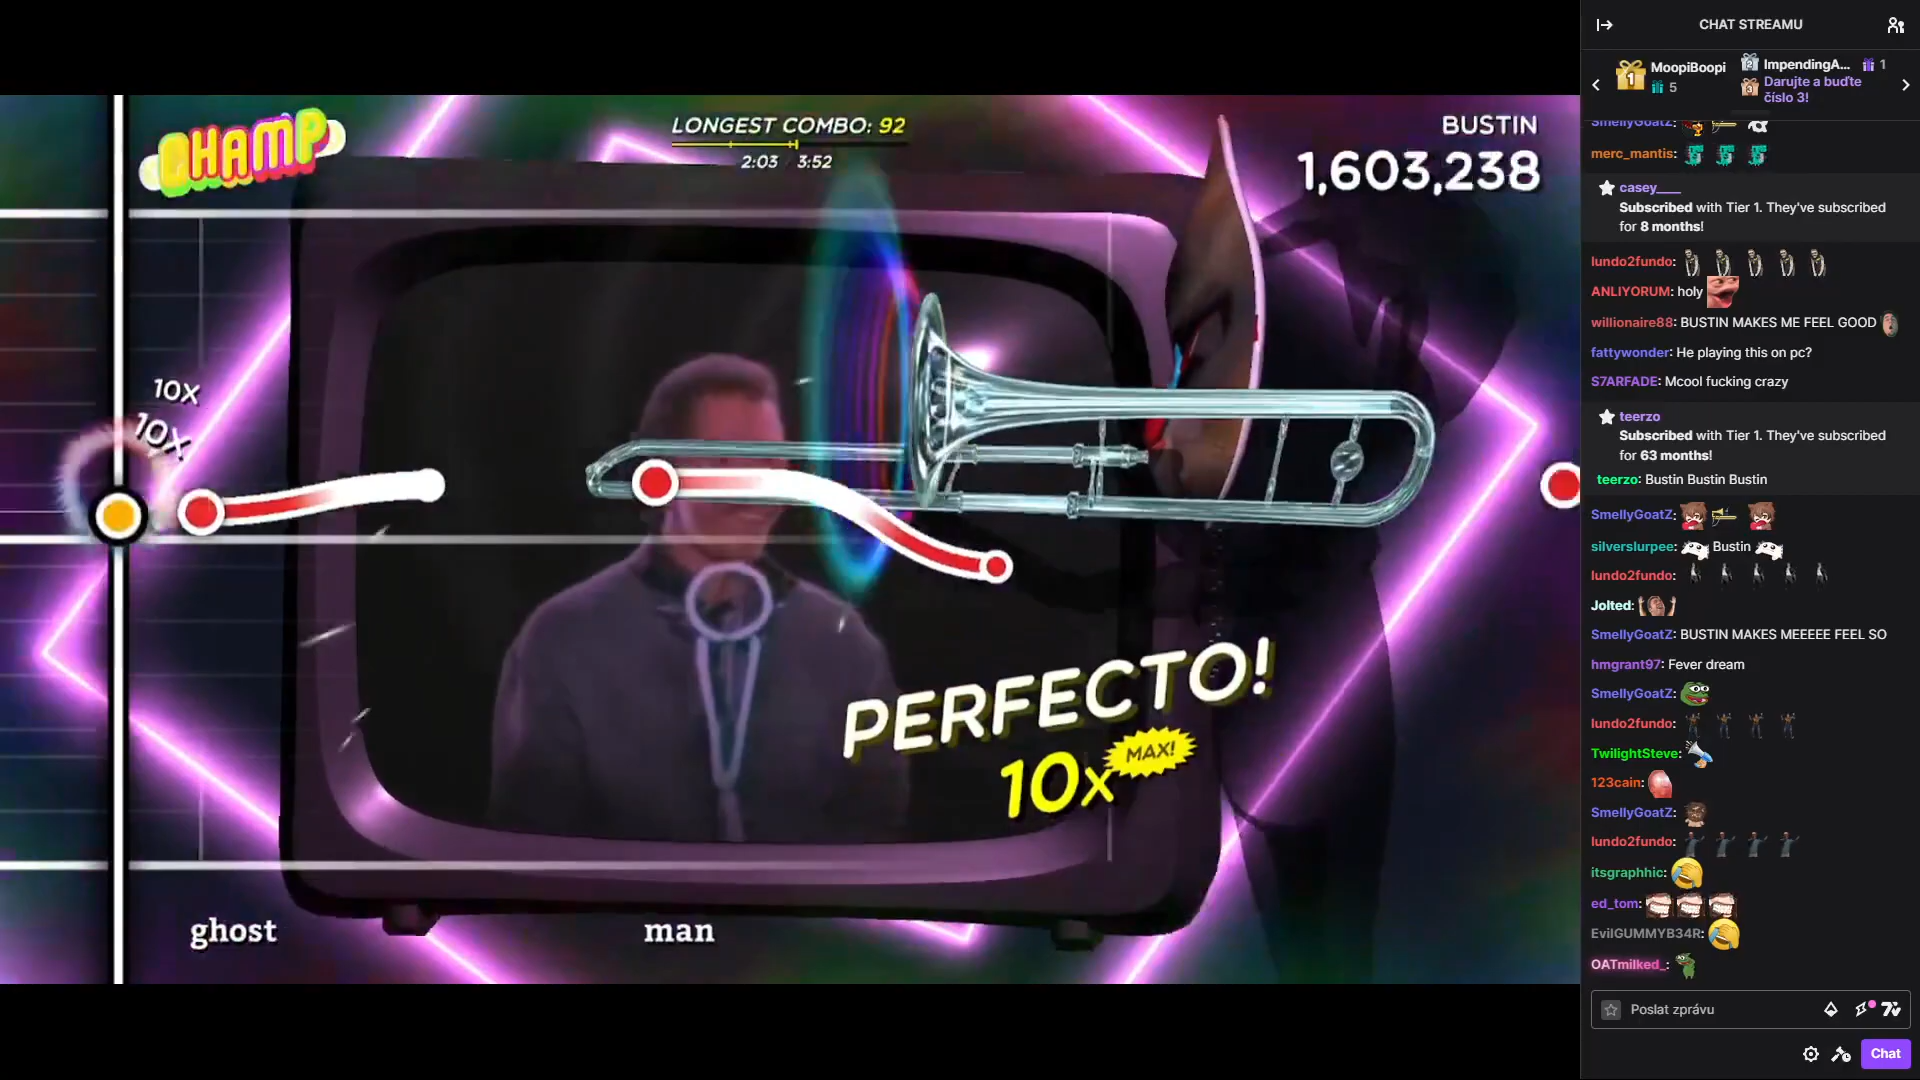 CHAMP
LONGEST COMBO: 92
2:03 / 3:52
BUSTIN
1,603,238
10X
10X
PERFECTO!
10x MAX!
ghost
man
CHAT STREAMU
1 MoopiBoopi
5
2 ImpendingA... 1
3 Darujte a buďte
číslo 3!
SmellyGoatZ:
merc_mantis:
casey____
Subscribed with Tier 1. They've subscribed
for 8 months!
lundo2fundo:
ANLIYORUM: holy
willionaire88: BUSTIN MAKES ME FEEL GOOD
fattywonder: He playing this on pc?
S7ARFADE: Mcool fucking crazy
teerzo
Subscribed with Tier 1. They've subscribed
for 63 months!
teerzo: Bustin Bustin Bustin
SmellyGoatZ:
silverslurpee: Bustin
lundo2fundo:
Jolted:
SmellyGoatZ: BUSTIN MAKES MEEEEE FEEL SO
hmgrant97: Fever dream
SmellyGoatZ:
lundo2fundo:
TwilightSteve:
123cain:
SmellyGoatZ:
lundo2fundo:
itsgraphhic:
ed_tom:
EvilGUMMYB34R:
OATmilked_:
Poslat zprávu
Chat